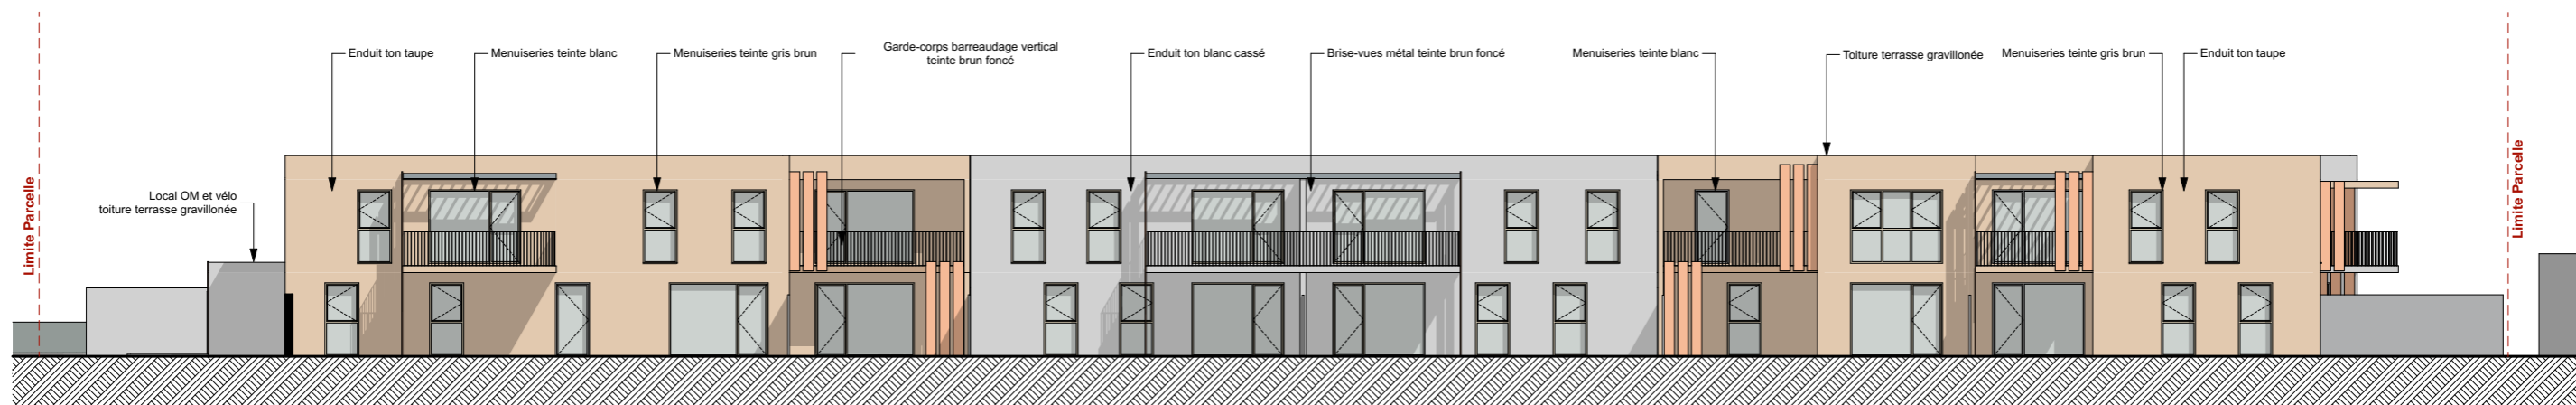 Enduit ton taupe
Menuiseries teinte blanc
Menuiseries teinte gris brun
Garde-corps barreaudage vertical
teinte brun foncé
Enduit ton blanc cassé
Brise-vues métal teinte brun foncé
Menuiseries teinte blanc
Toiture terrasse gravillonée
Menuiseries teinte gris brun
Enduit ton taupe
Local OM et vélo
toiture terrasse gravillonée
Limite Parcelle
Limite Parcelle